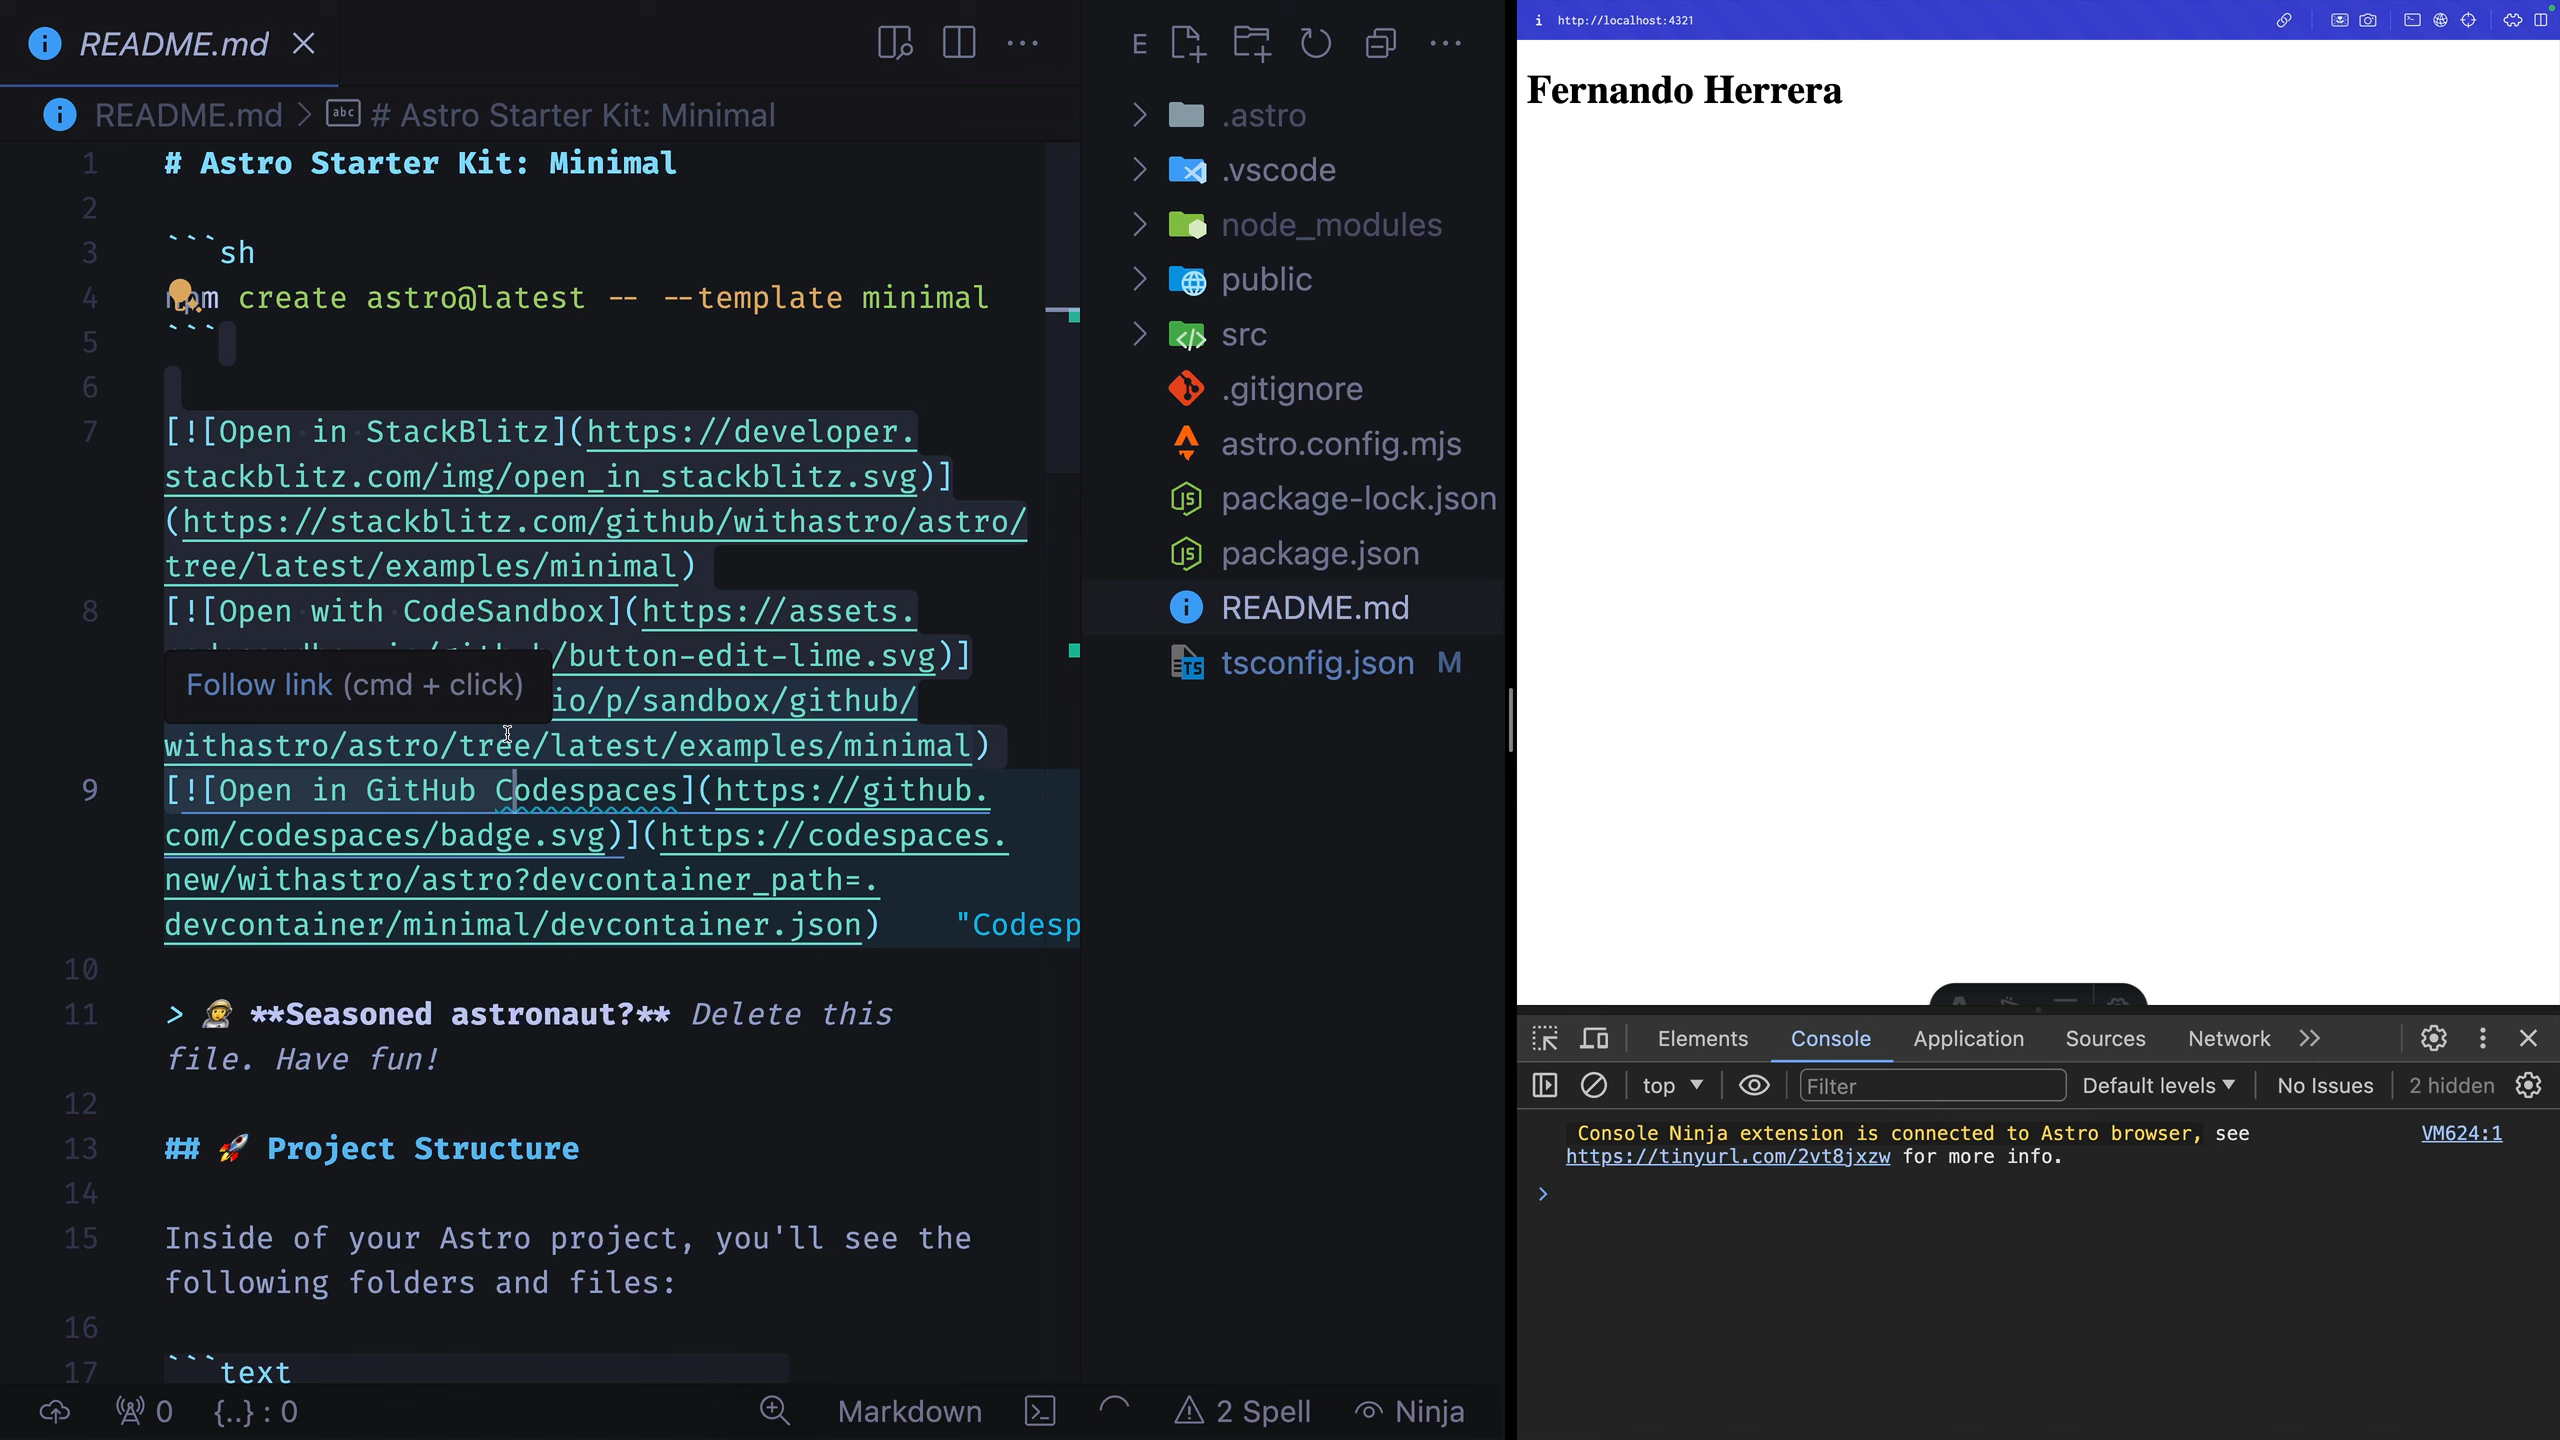 README.md
README.md > # Astro Starter Kit: Minimal
1 # Astro Starter Kit: Minimal
2
3 ```sh
4 npm create astro@latest -- --template minimal
5 ```
6
7 [![Open in StackBlitz](https://developer.
stackblitz.com/img/open_in_stackblitz.svg)]
(https://stackblitz.com/github/withastro/astro/
tree/latest/examples/minimal)
8 [![Open with CodeSandbox](https://assets.
/button-edit-lime.svg)]
Follow link (cmd + click)
io/p/sandbox/github/
withastro/astro/tree/latest/examples/minimal)
9 [![Open in GitHub Codespaces](https://github.
com/codespaces/badge.svg)](https://codespaces.
new/withastro/astro?devcontainer_path=.
devcontainer/minimal/devcontainer.json) "Codesp
10
11 > 🧑‍🚀 **Seasoned astronaut?** Delete this
file. Have fun!
12
13 ## 🚀 Project Structure
14
15 Inside of your Astro project, you'll see the
following folders and files:
16
17 ```text
0 {..} : 0 Markdown 2 Spell Ninja
E
.astro
.vscode
node_modules
public
src
.gitignore
astro.config.mjs
package-lock.json
package.json
README.md
tsconfig.json M
http://localhost:4321
Fernando Herrera
Elements Console Application Sources Network
top Filter Default levels No Issues 2 hidden
Console Ninja extension is connected to Astro browser, see VM624:1
https://tinyurl.com/2vt8jxzw for more info.